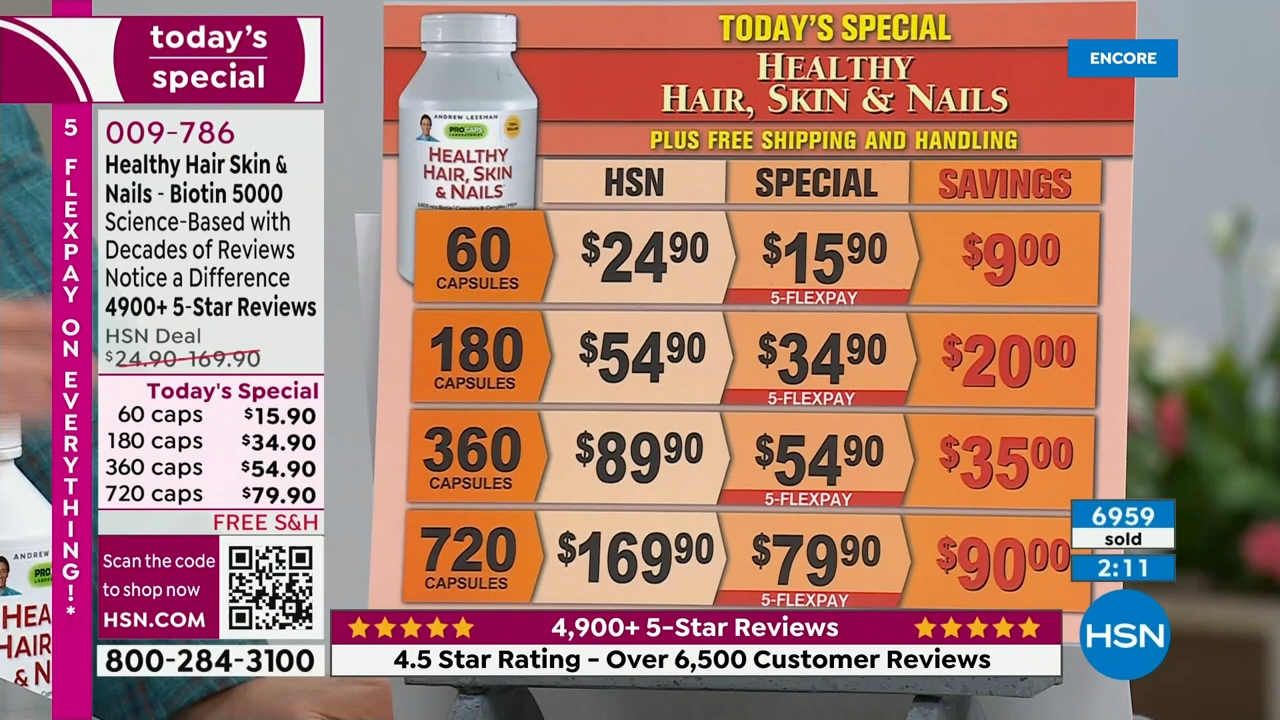 today's
special
5
FLEXPAY ON EVERYTHING!*
009-786
Healthy Hair Skin &
Nails - Biotin 5000
Science-Based with
Decades of Reviews
Notice a Difference
4900+ 5-Star Reviews
HSN Deal
$24.90-169.90
Today's Special
60 caps $15.90
180 caps $34.90
360 caps $54.90
720 caps $79.90
FREE S&H
Scan the code
to shop now
HSN.COM
800-284-3100
ANDREW
PRO
HEA
HAIR
& N
TODAY'S SPECIAL
HEALTHY
HAIR, SKIN & NAILS
PLUS FREE SHIPPING AND HANDLING
ANDREW LESSMAN
PROCAPS
LABORATORIES
HEALTHY
HAIR, SKIN
& NAILS
HSN SPECIAL SAVINGS
60 CAPSULES $24.90 $15.90 $9.00
5-FLEXPAY
180 CAPSULES $54.90 $34.90 $20.00
5-FLEXPAY
360 CAPSULES $89.90 $54.90 $35.00
5-FLEXPAY
720 CAPSULES $169.90 $79.90 $90.00
5-FLEXPAY
ENCORE
6959
sold
2:11
HSN
4,900+ 5-Star Reviews
4.5 Star Rating - Over 6,500 Customer Reviews